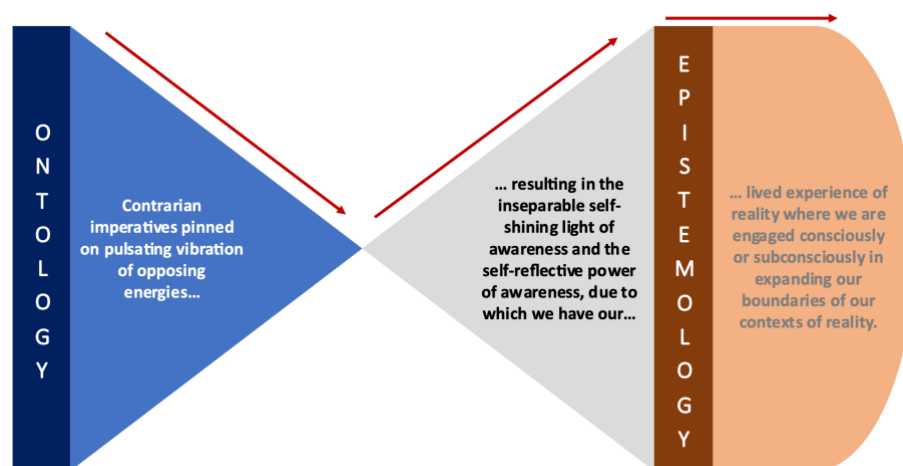 ONTOLOGY
Contrarian
imperatives pinned
on pulsating vibration
of opposing
energies…
… resulting in the
inseparable self-
shining light of
awareness and the
self-reflective power
of awareness, due to
which we have our…
EPISTEMOLOGY
… lived experience of
reality where we are
engaged consciously
or subconsciously in
expanding our
boundaries of our
contexts of reality.